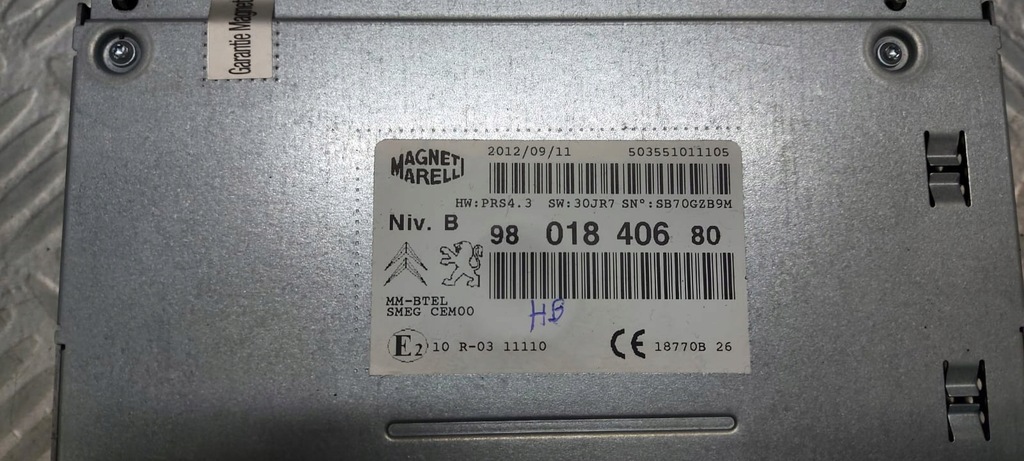 Garantie Magnet
MAGNETI
MARELLI
2012/09/11 503551011105
HW:PRS4.3 SW:30JR7 SN°:SB70GZB9M
Niv. B
98 018 406 80
MM-BTEL
SMEG CEM00
HB
E2 10 R-03 11110
CE 18770B 26